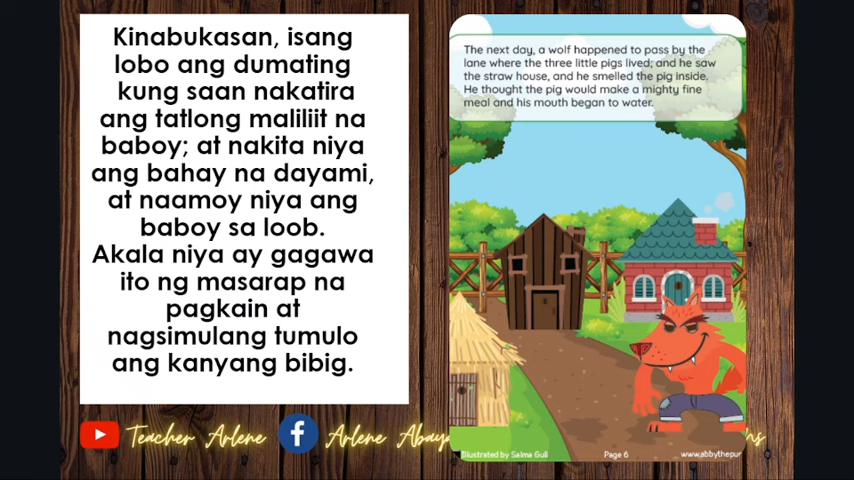 Kinabukasan, isang
lobo ang dumating
kung saan nakatira
ang tatlong maliliit na
baboy; at nakita niya
ang bahay na dayami,
at naamoy niya ang
baboy sa loob.
Akala niya ay gagawa
ito ng masarap na
pagkain at
nagsimulang tumulo
ang kanyang bibig.
The next day, a wolf happened to pass by the
lane where the three little pigs lived; and he saw
the straw house, and he smelled the pig inside.
He thought the pig would make a mighty fine
meal and his mouth began to water.
Teacher Arlene
Arlene
Illustrated by Salma Gull
Page 6